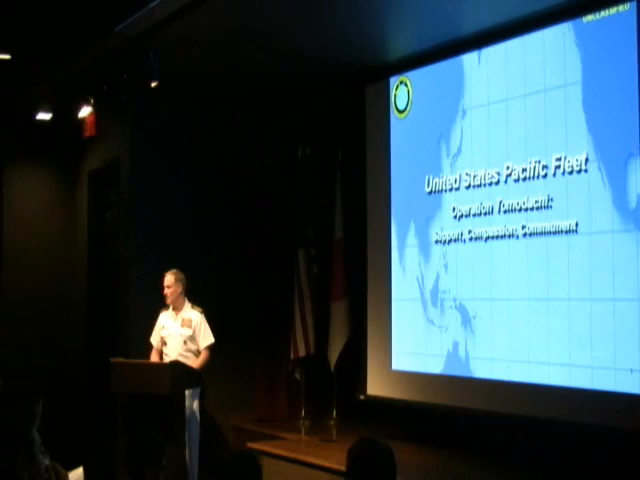 UNCLASSIFIED
United States Pacific Fleet
Operation Tomodachi:
Support, Compassion, Commitment